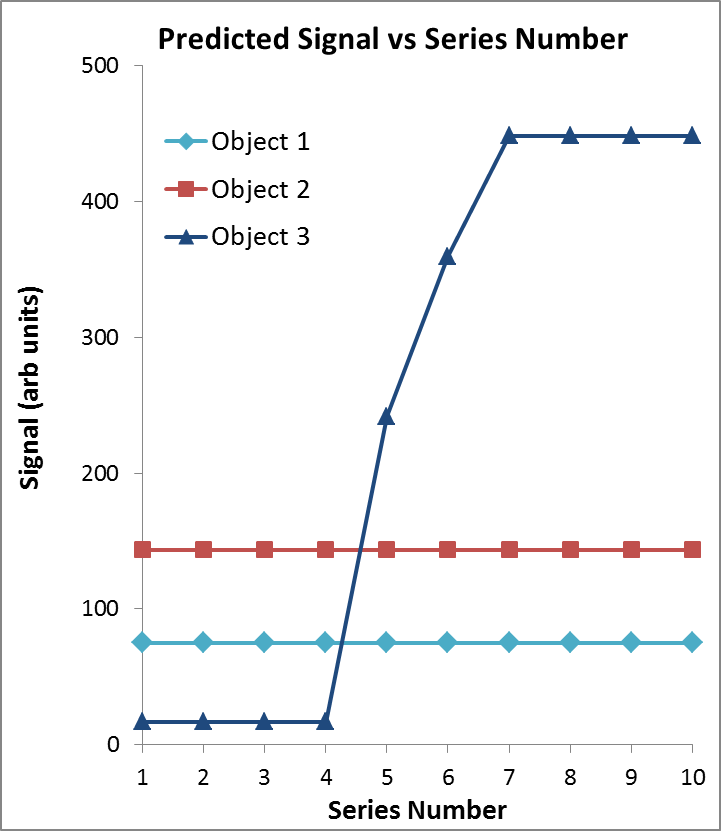 Predicted Signal vs Series Number
500
Object 1
Object 2
Object 3
400
300
200
100
0
Signal (arb units)
1 2 3 4 5 6 7 8 9 10
Series Number